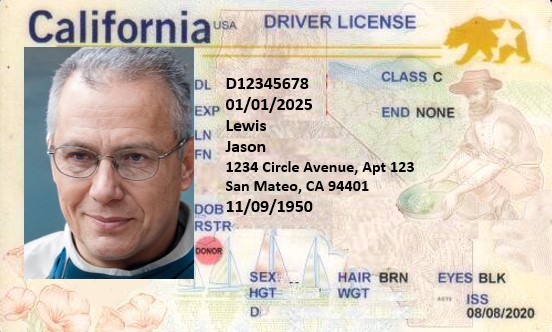 California USA DRIVER LICENSE
DL D12345678 CLASS C
EXP 01/01/2025 END NONE
LN Lewis
FN Jason
1234 Circle Avenue, Apt 123
San Mateo, CA 94401
DOB 11/09/1950
RSTR
DONOR
SEX HAIR BRN EYES BLK
HGT WGT ISS
D 08/08/2020